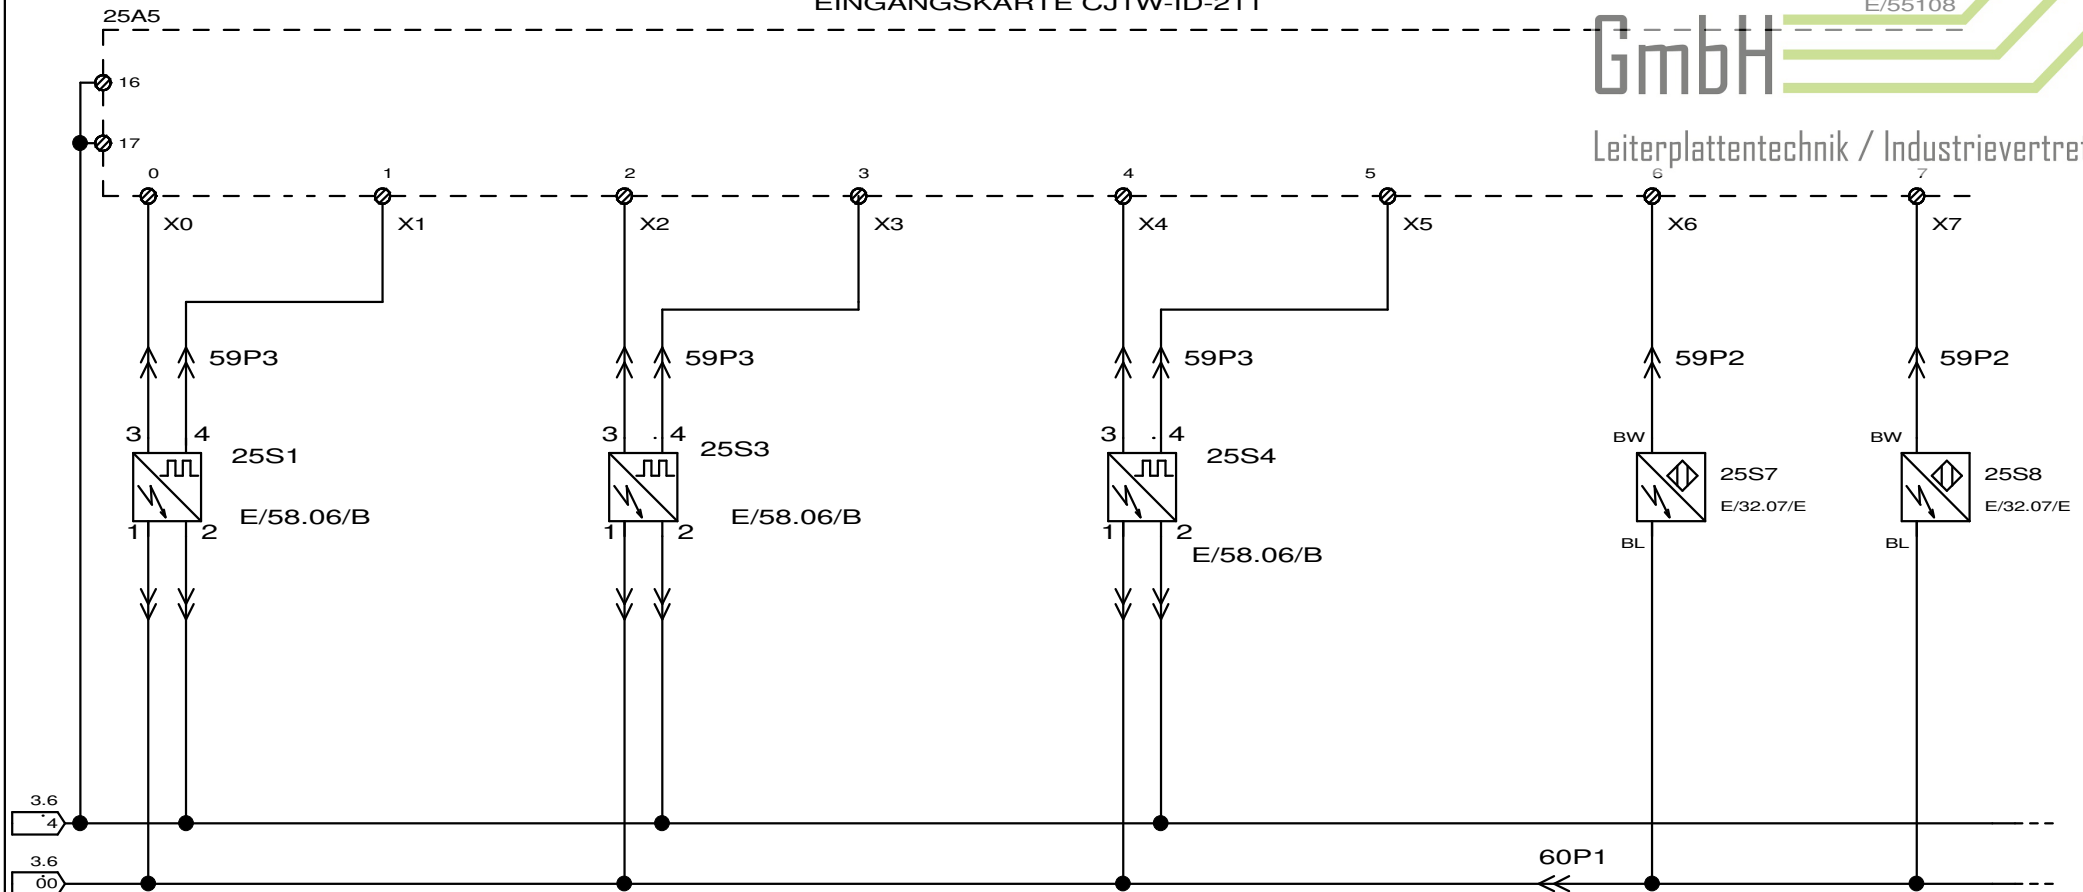 EINGANGSKARTE CJ1W-ID-211
E/55108
25A5
GmbH
16
17
Leiterplattentechnik / Industrievertre
0 1 2 3 4 5 6 7
X0 X1 X2 X3 X4 X5 X6 X7
59P3 59P3 59P3 59P2 59P2
3 4 3 . 4 3 . 4 BW BW
25S1 25S3 25S4 25S7 25S8
E/58.06/B E/58.06/B E/32.07/E E/32.07/E
1 2 1 2 1 2 BL BL
E/58.06/B
3.6
4
3.6
00
60P1